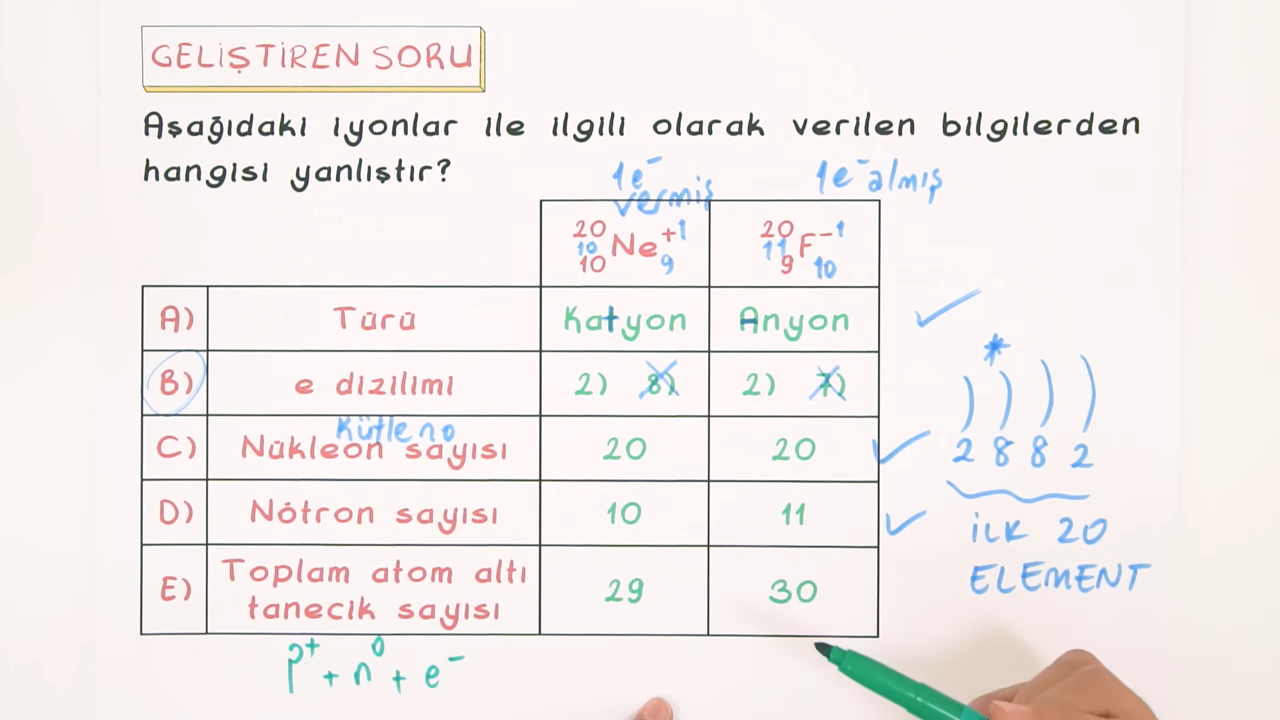 GELİŞTİREN SORU
Aşağıdaki iyonlar ile ilgili olarak verilen bilgilerden
hangisi yanlıştır?
1e⁻ vermiş
1e⁻ almış
20 10 10 Ne +1 9
20 11 9 F -1 10
A) Türü Katyon Anyon
B) e dizilimi 2) 8) 2) 7)
Kütle no
C) Nükleon sayısı 20 20
D) Nötron sayısı 10 11
E) Toplam atom altı
tanecik sayısı 29 30
p⁺ + n⁰ + e⁻
*
) ) ) )
2 8 8 2
İLK 20
ELEMENT